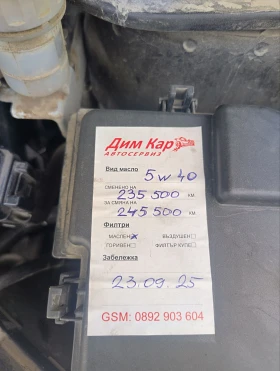 Дим Кар
АВТОСЕРВИЗ
Вид масло 5w40
СМЕНЕНО НА
235 500 КМ.
ЗА СМЯНА НА
245 500 КМ.
Филтри
МАСЛЕН ☒ ВЪЗДУШЕН ☐
ГОРИВЕН ☐ ФИЛТЪР КУПЕ ☐
Забележка
23.09.25
GSM: 0892 903 604